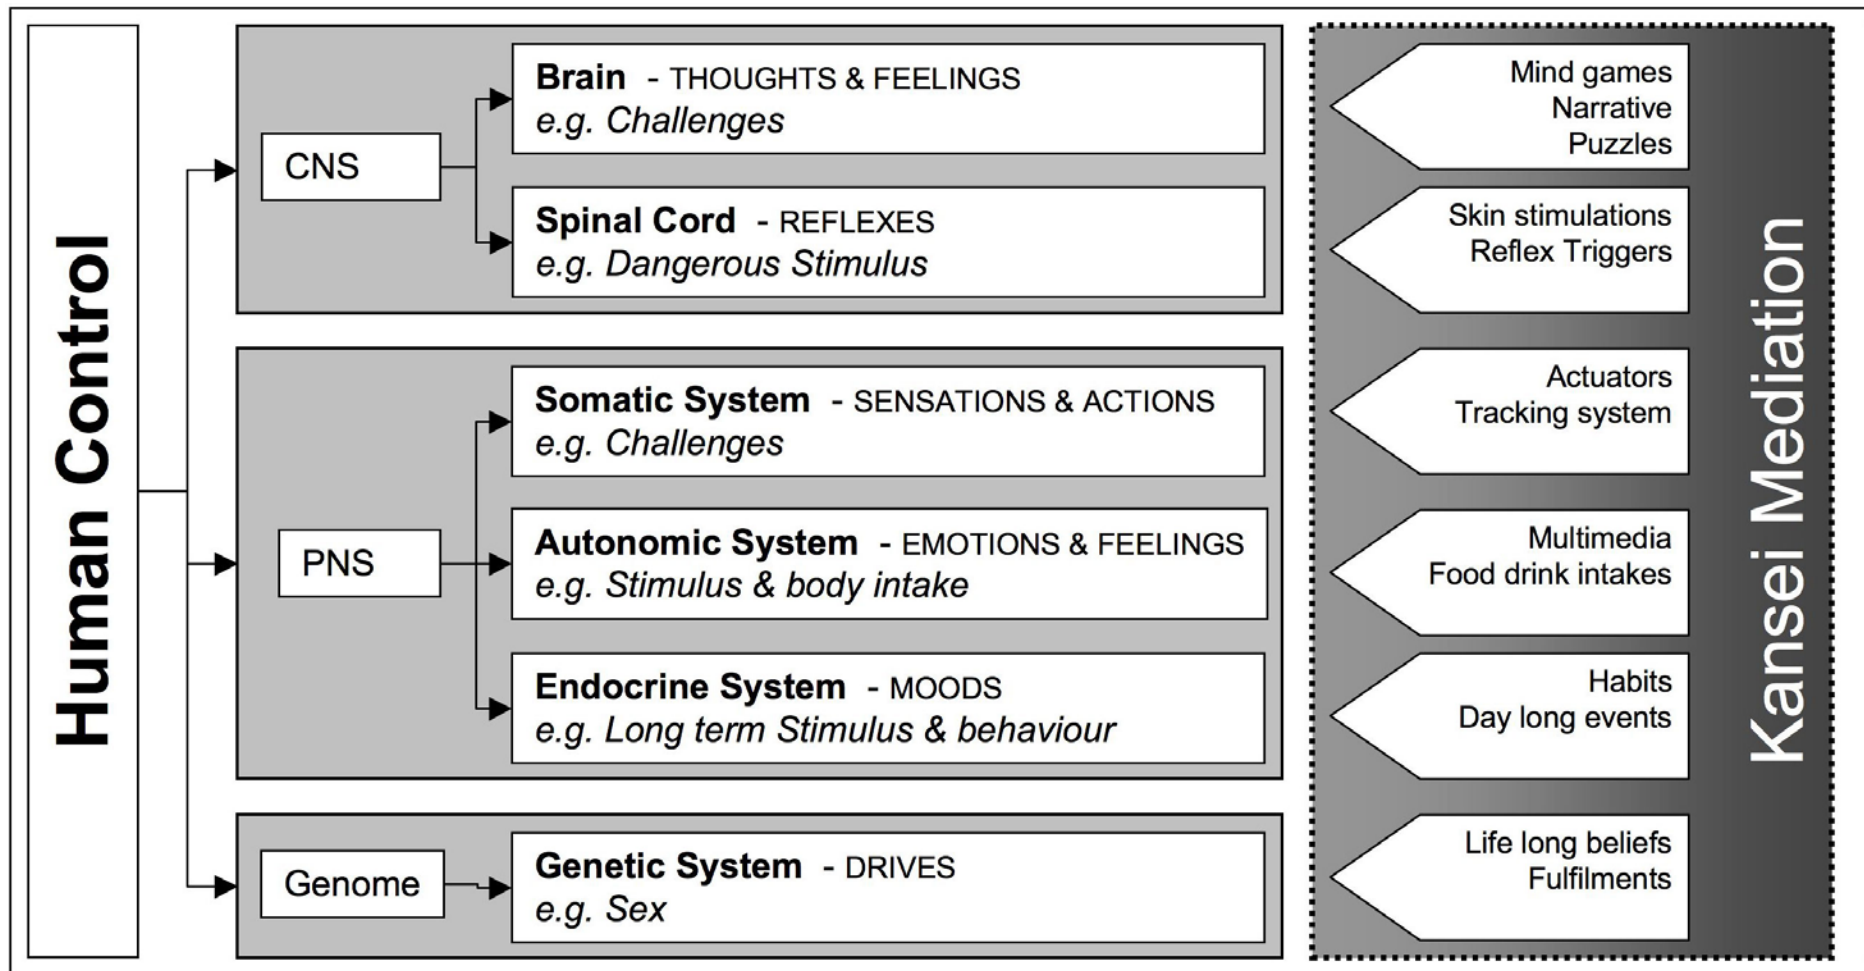 Human Control
CNS
Brain - THOUGHTS & FEELINGS
e.g. Challenges
Spinal Cord - REFLEXES
e.g. Dangerous Stimulus
PNS
Somatic System - SENSATIONS & ACTIONS
e.g. Challenges
Autonomic System - EMOTIONS & FEELINGS
e.g. Stimulus & body intake
Endocrine System - MOODS
e.g. Long term Stimulus & behaviour
Genome
Genetic System - DRIVES
e.g. Sex
Mind games
Narrative
Puzzles
Skin stimulations
Reflex Triggers
Actuators
Tracking system
Multimedia
Food drink intakes
Habits
Day long events
Life long beliefs
Fulfilments
Kansei Mediation